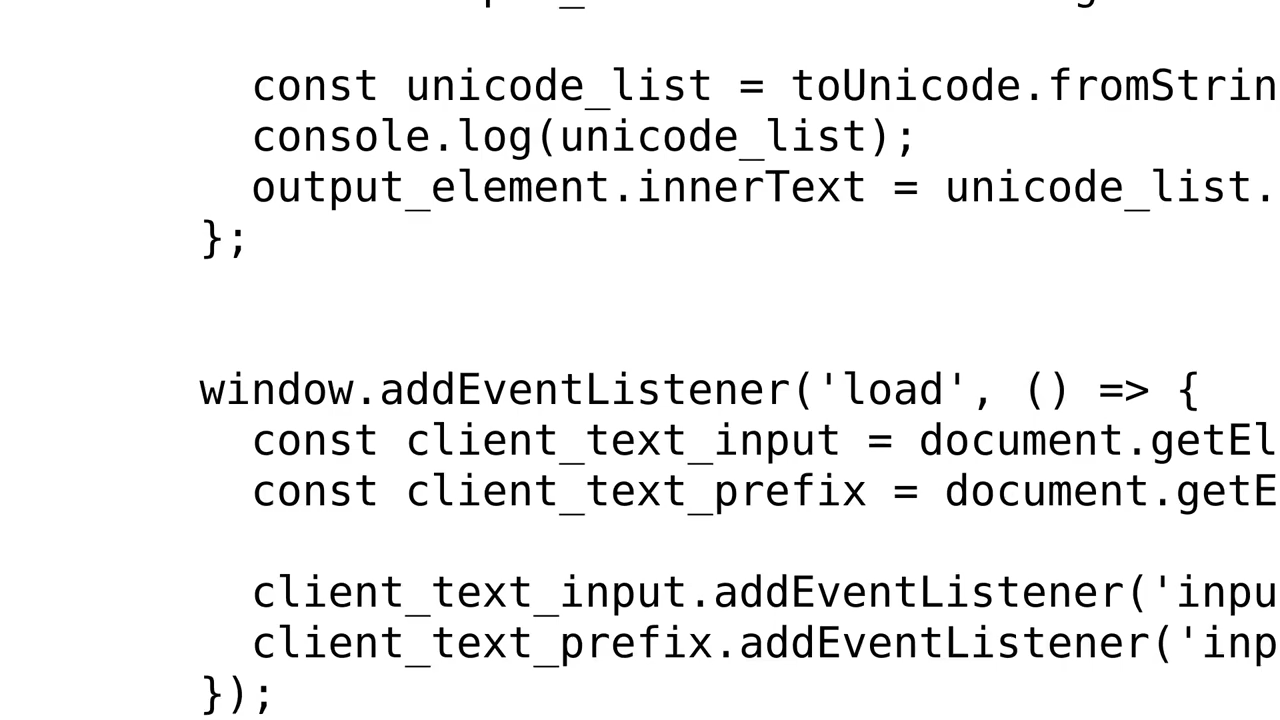 const unicode_list = toUnicode.fromStrin
console.log(unicode_list);
output_element.innerText = unicode_list.
};
window.addEventListener('load', () => {
const client_text_input = document.getEl
const client_text_prefix = document.getE
client_text_input.addEventListener('inpu
client_text_prefix.addEventListener('inp
});